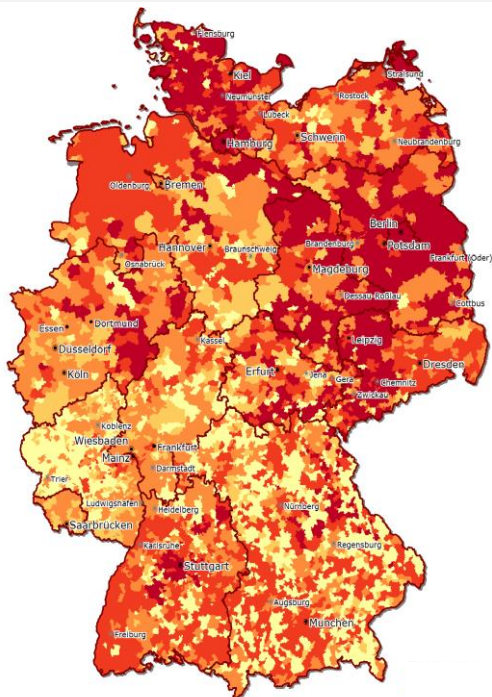 Flensburg
Kiel
Stralsund
Neumünster
Rostock
Lübeck
Schwerin
Hamburg
Neubrandenburg
Oldenburg
Bremen
Berlin
Hannover
Braunschweig
Brandenburg
Potsdam
Osnabrück
Frankfurt (Oder)
Magdeburg
Dessau-Roßlau
Cottbus
Essen
Dortmund
Kassel
Leipzig
Düsseldorf
Dresden
Köln
Erfurt
Jena
Gera
Chemnitz
Zwickau
Koblenz
Wiesbaden
Frankfurt
Mainz
Darmstadt
Trier
Ludwigshafen
Heidelberg
Nürnberg
Saarbrücken
Karlsruhe
Regensburg
Stuttgart
Augsburg
München
Freiburg